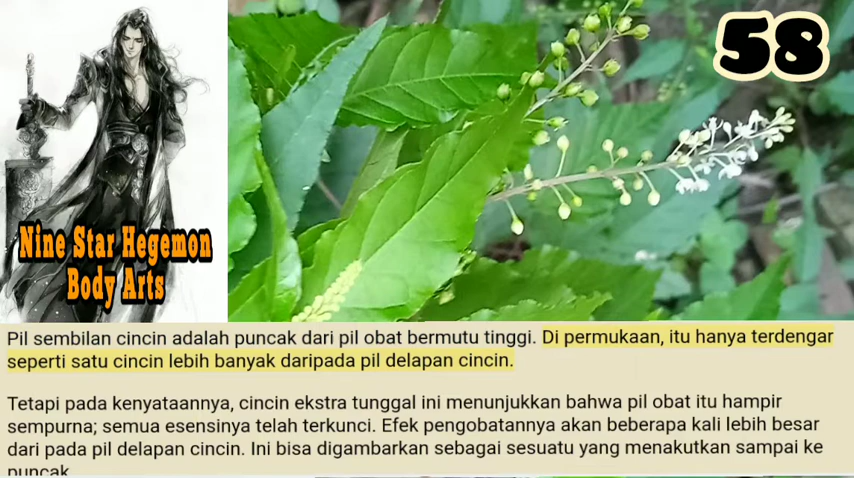 58
Nine Star Hegemon
Body Arts
Pil sembilan cincin adalah puncak dari pil obat bermutu tinggi. Di permukaan, itu hanya terdengar
seperti satu cincin lebih banyak daripada pil delapan cincin.
Tetapi pada kenyataannya, cincin ekstra tunggal ini menunjukkan bahwa pil obat itu hampir
sempurna; semua esensinya telah terkunci. Efek pengobatannya akan beberapa kali lebih besar
dari pada pil delapan cincin. Ini bisa digambarkan sebagai sesuatu yang menakutkan sampai ke
puncak